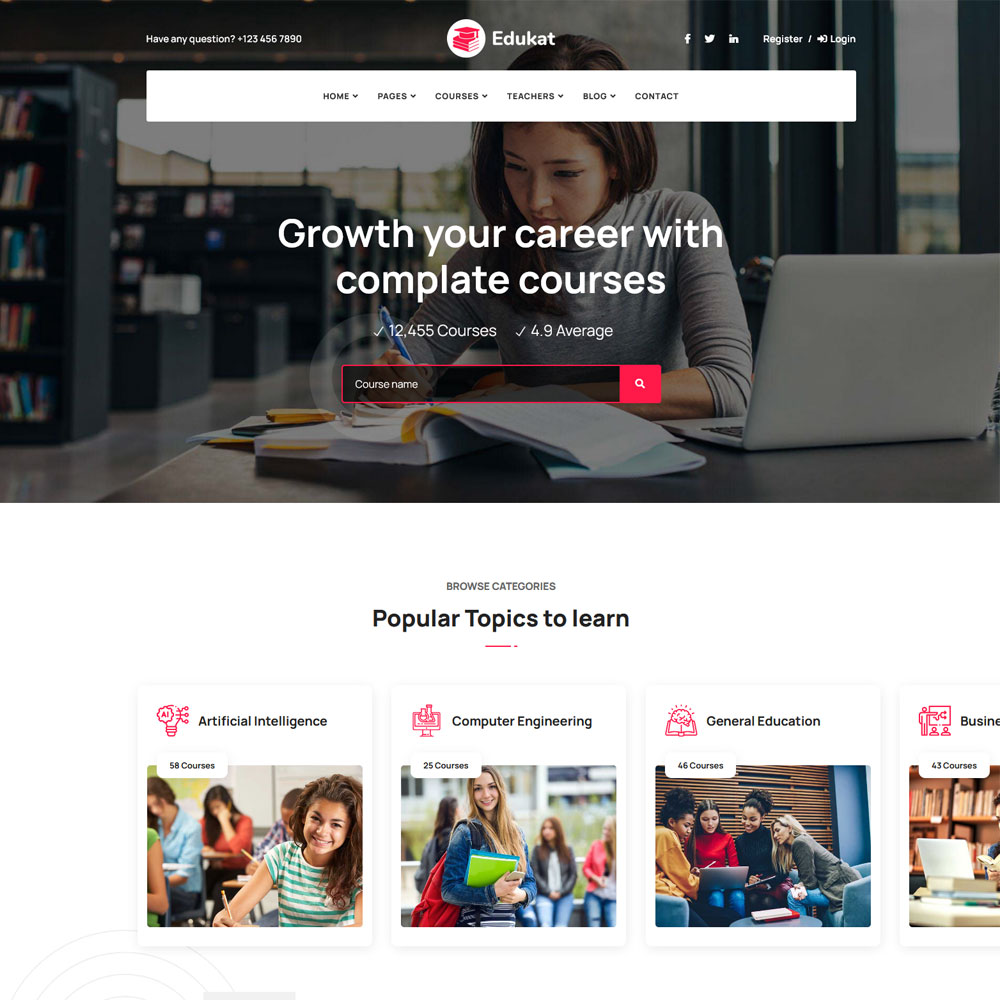 Have any question? +123 456 7890
Edukat
Register / Login
HOME
PAGES
COURSES
TEACHERS
BLOG
CONTACT
Growth your career with
complate courses
12,455 Courses
4.9 Average
Course name
BROWSE CATEGORIES
Popular Topics to learn
AI
Artificial Intelligence
58 Courses
Computer Engineering
25 Courses
General Education
46 Courses
Busine
43 Courses